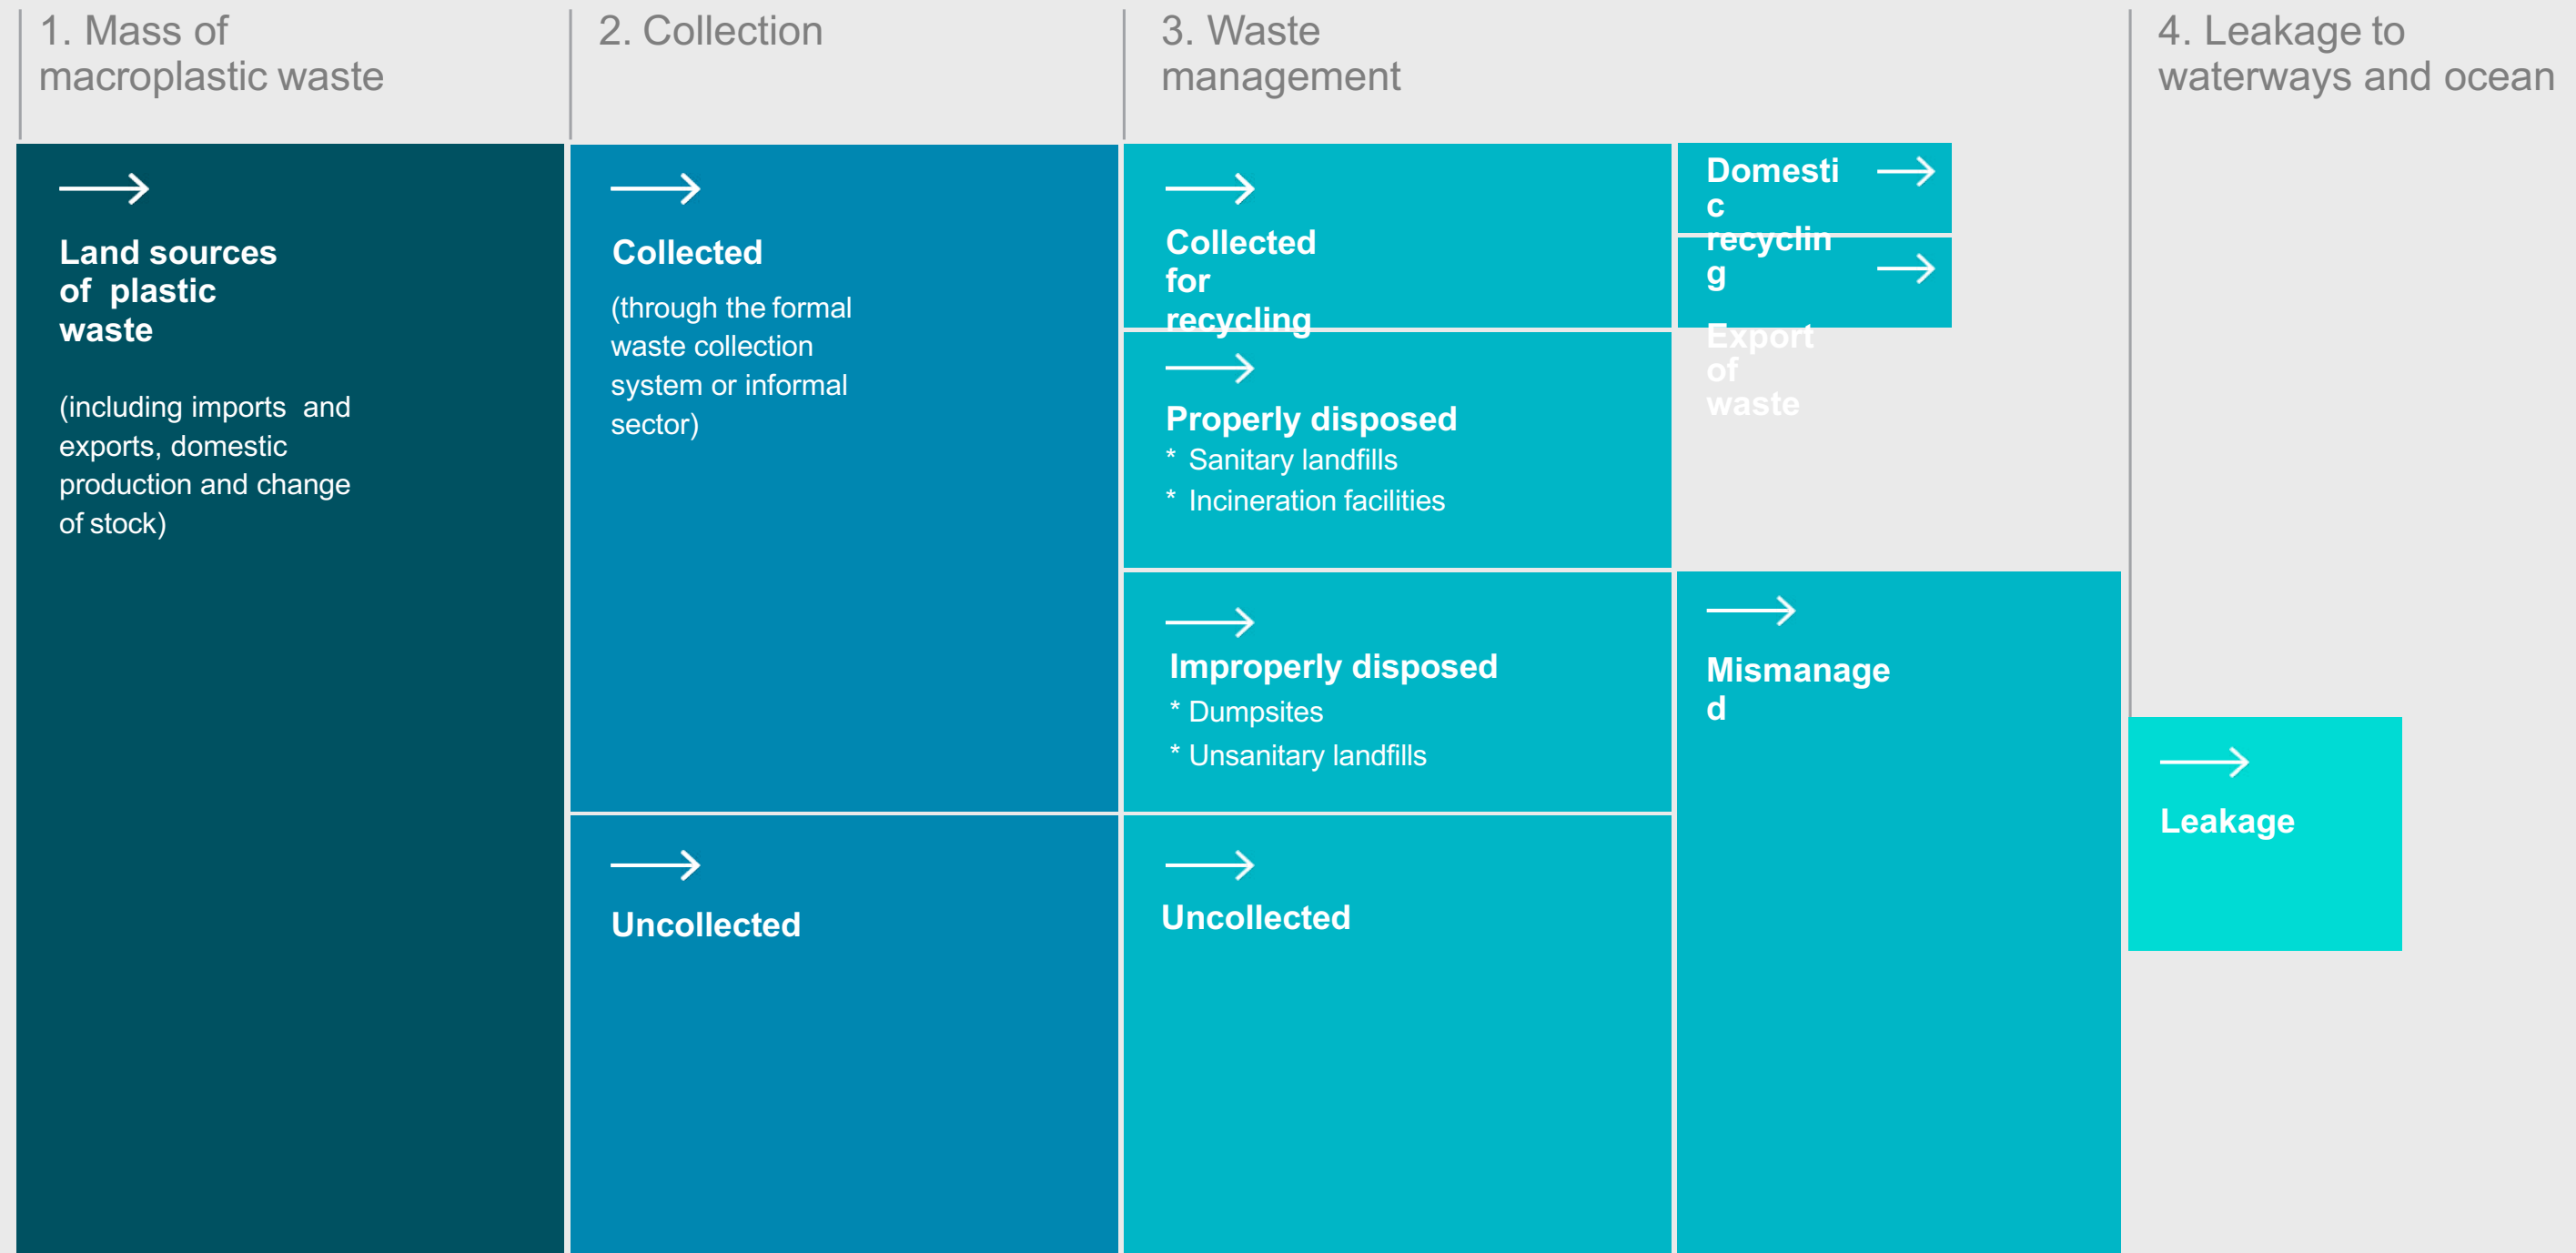 1. Mass of
macroplastic waste
2. Collection
3. Waste
management
4. Leakage to
waterways and ocean
Land sources
of plastic
waste
(including imports and
exports, domestic
production and change
of stock)
Collected
(through the formal
waste collection
system or informal
sector)
Uncollected
Collected
for
recycling
Properly disposed
* Sanitary landfills
* Incineration facilities
Improperly disposed
* Dumpsites
* Unsanitary landfills
Uncollected
Domesti
c
recyclin
g
Export
of
waste
Mismanage
d
Leakage